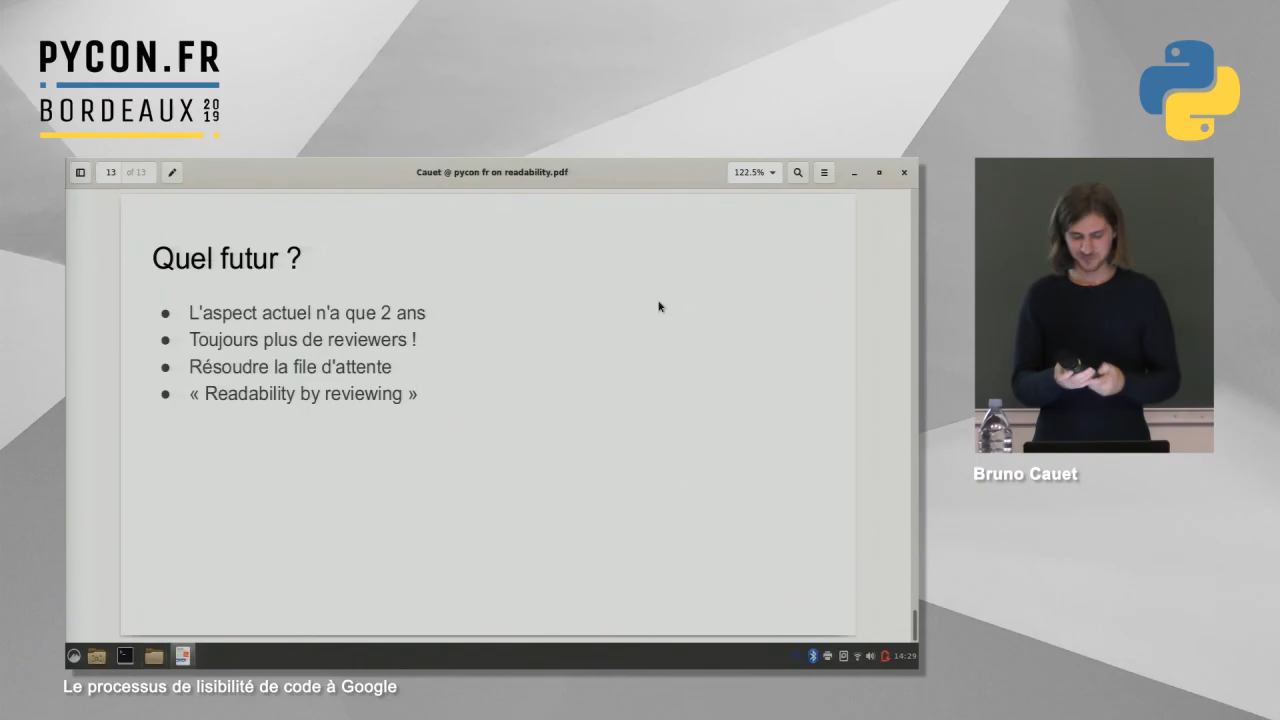 PYCON.FR
BORDEAUX 2019
13 of 13
Cauet @ pycon fr on readability.pdf
122.5%
Quel futur ?
● L'aspect actuel n'a que 2 ans
● Toujours plus de reviewers !
● Résoudre la file d'attente
● « Readability by reviewing »
Bruno Cauet
14:29
Le processus de lisibilité de code à Google